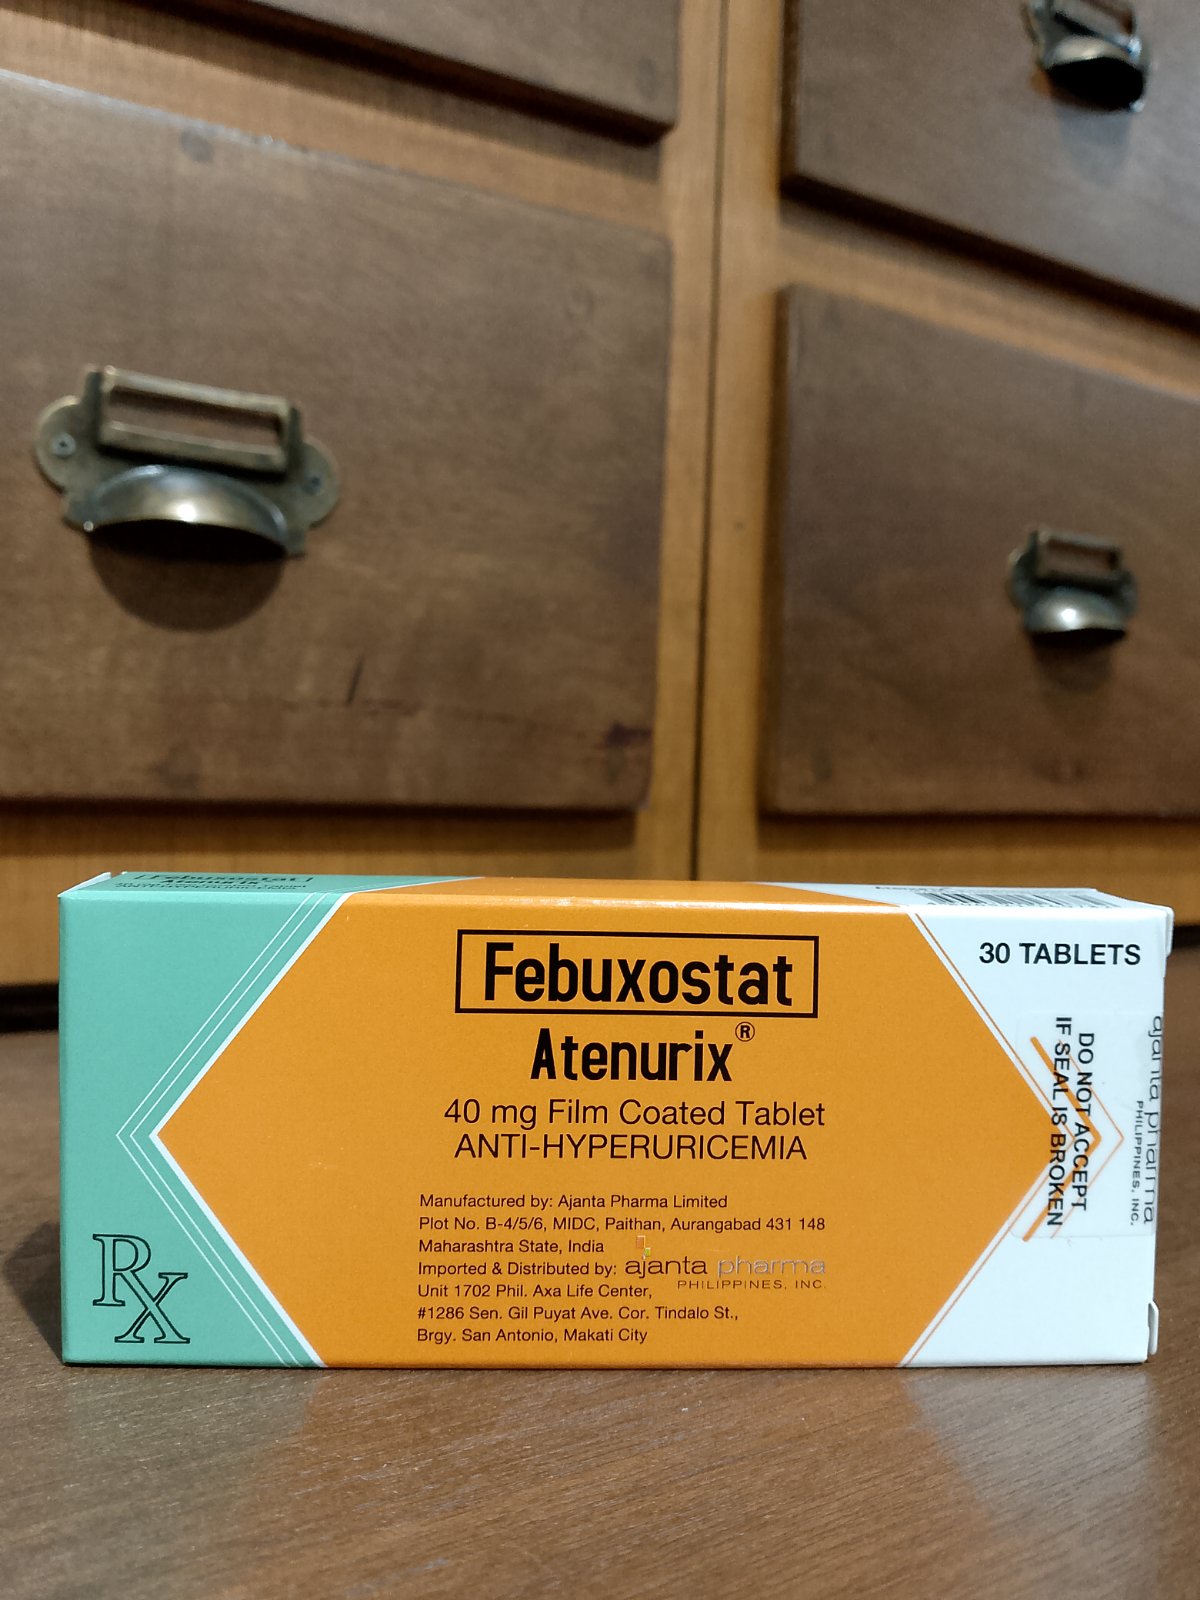 Febuxostat
Atenurix
Febuxostat
Atenurix®
40 mg Film Coated Tablet
ANTI-HYPERURICEMIA
Manufactured by: Ajanta Pharma Limited
Plot No. B-4/5/6, MIDC, Paithan, Aurangabad 431 148
Maharashtra State, India
Imported & Distributed by: ajanta pharma
PHILIPPINES, INC.
Unit 1702 Phil. Axa Life Center,
#1286 Sen. Gil Puyat Ave. Cor. Tindalo St.,
Brgy. San Antonio, Makati City
Rx
30 TABLETS
DO NOT ACCEPT
IF SEAL IS BROKEN
ajanta pharma
PHILIPPINES, INC.